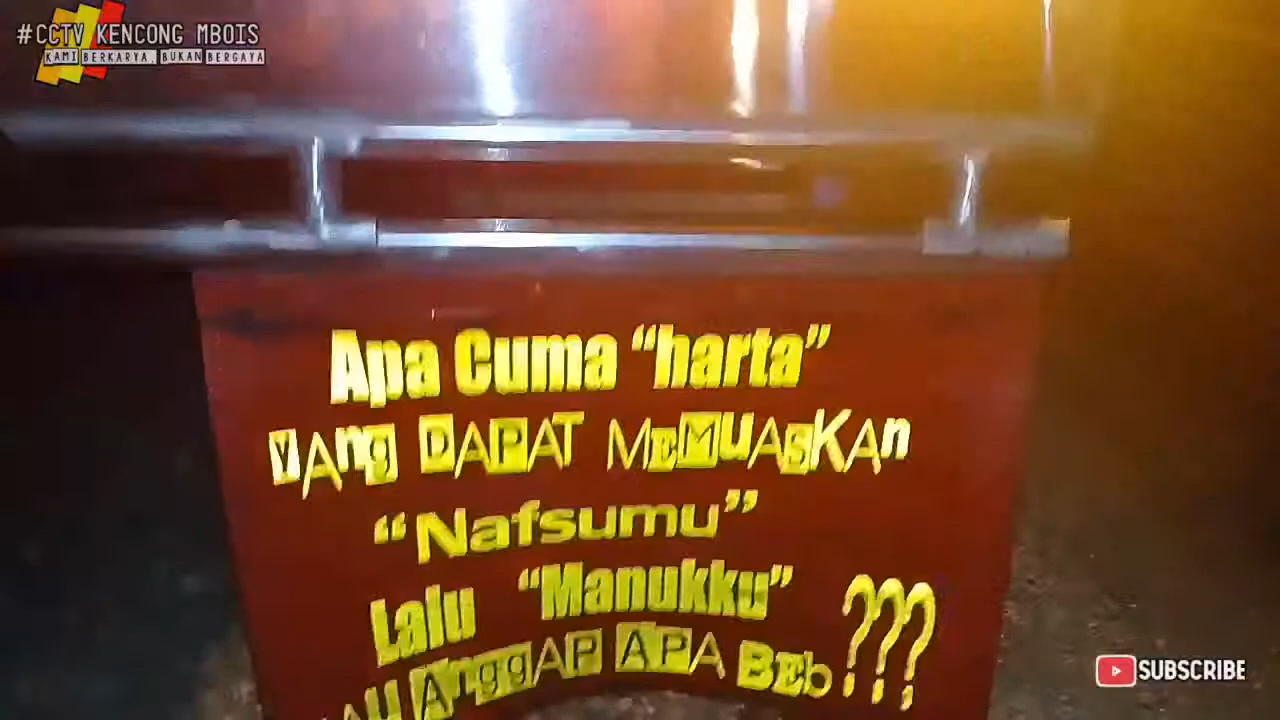 #CCTV KENCONG MBOIS
KAMI BERKARYA, BUKAN BERGAYA
Apa Cuma “harta”
YAng DAPAT MEMUASKAn
“Nafsumu”
Lalu “Manukku”
AnggAP APA BEb ???
SUBSCRIBE